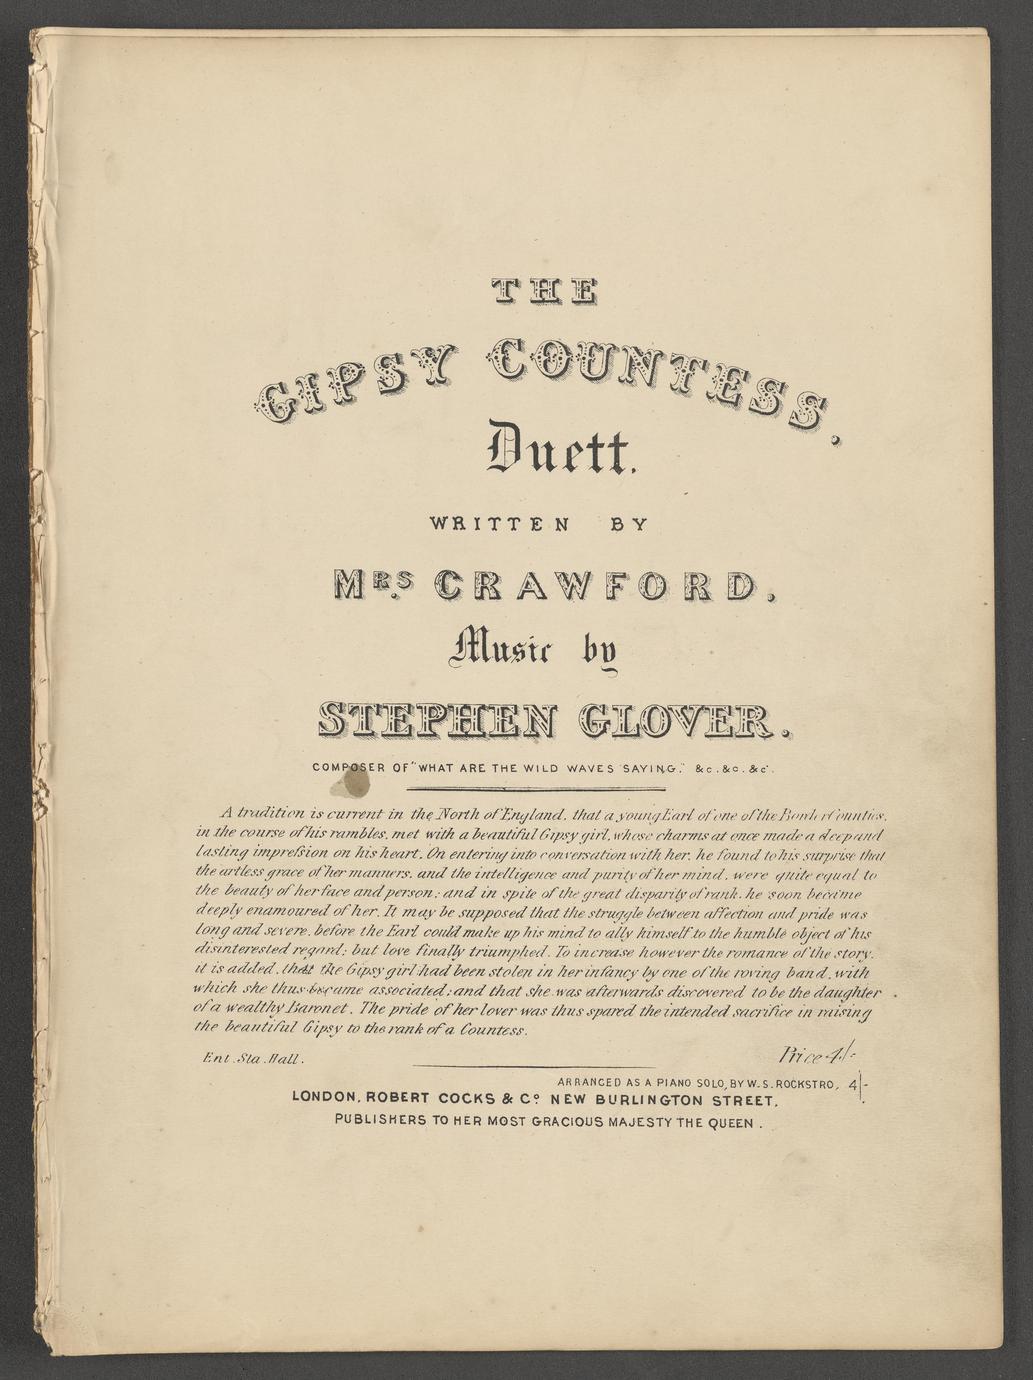 THE
GIPSY COUNTESS,
Duett.
WRITTEN BY
MRS. CRAWFORD,
Music by
STEPHEN GLOVER.
COMPOSER OF "WHAT ARE THE WILD WAVES SAYING," &c. &c. &c.
A tradition is current in the North of England, that a young Earl of one of the Border Counties,
in the course of his rambles, met with a beautiful Gipsy girl, whose charms at once made a deep and
lasting impreſsion on his heart. On entering into conversation with her, he found to his surprise that
the artless grace of her manners, and the intelligence and purity of her mind, were quite equal to
the beauty of her face and person; and in spite of the great disparity of rank, he soon became
deeply enamoured of her. It may be supposed that the struggle between affection and pride was
long and severe, before the Earl could make up his mind to ally himself to the humble object of his
disinterested regard; but love finally triumphed. To increase however the romance of the story,
it is added, that the Gipsy girl had been stolen in her infancy by one of the roving band, with
which she thus became associated; and that she was afterwards discovered to be the daughter
of a wealthy Baronet. The pride of her lover was thus spared the intended sacrifice in raising
the beautiful Gipsy to the rank of a Countess.
Ent. Sta. Hall. Price 4/-
ARRANGED AS A PIANO SOLO, BY W. S. ROCKSTRO, 4/-
LONDON, ROBERT COCKS & Co. NEW BURLINGTON STREET,
PUBLISHERS TO HER MOST GRACIOUS MAJESTY THE QUEEN.